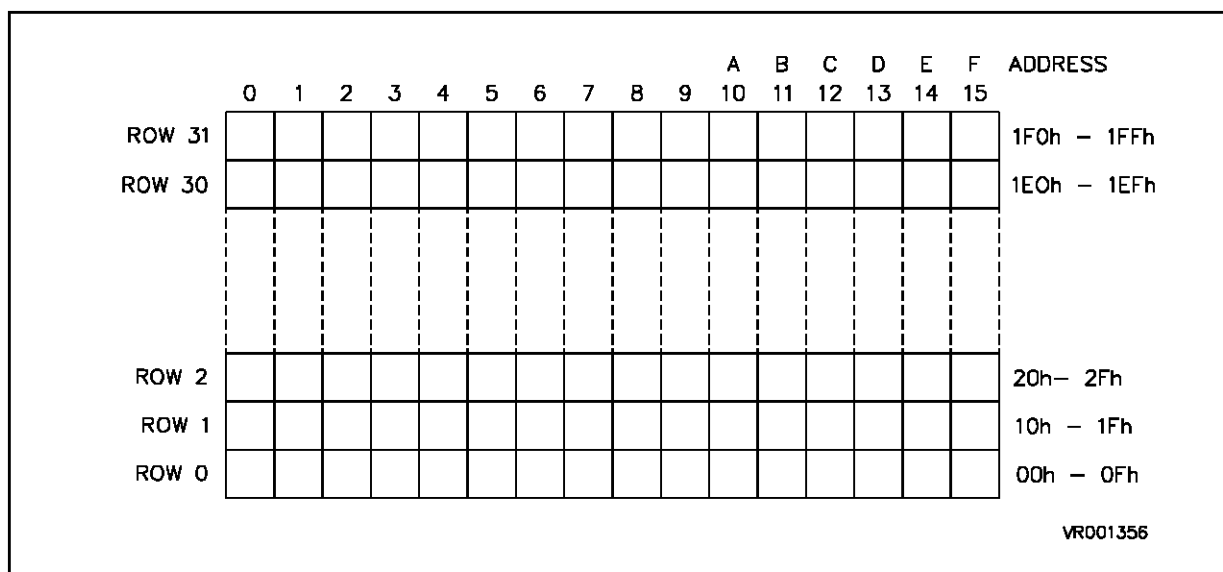 A B C D E F ADDRESS
0 1 2 3 4 5 6 7 8 9 10 11 12 13 14 15
ROW 31 1F0h – 1FFh
ROW 30 1E0h – 1EFh
ROW 2 20h– 2Fh
ROW 1 10h – 1Fh
ROW 0 00h – 0Fh
VR001356